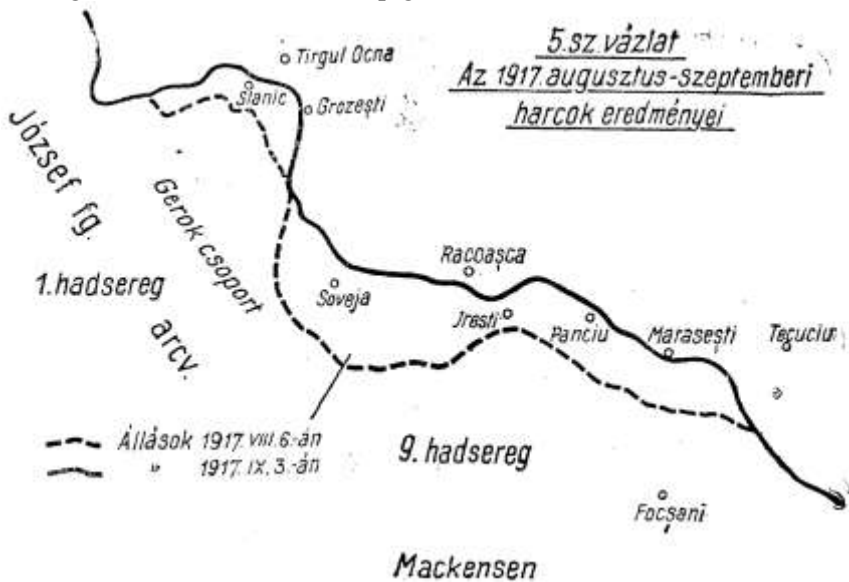 5.sz. vázlat
Az 1917. augusztus-szeptemberi
harcok eredményei
Tirgul Ocna
Slanic
Grozeşti
József fg.
Gerok csoport
1.hadsereg
arcv.
Racoaşca
Soveja
Jresti
Panciu
Maraseşti
Tecuciu
Állások 1917. VIII. 6.-án
" 1917. IX. 3.-án
9. hadsereg
Focşani
Mackensen